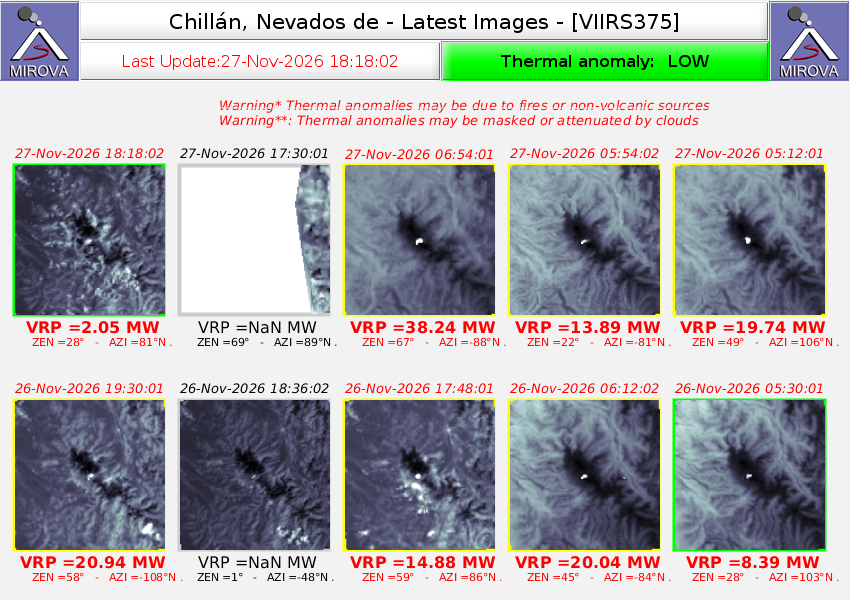 Chillán, Nevados de - Latest Images - [VIIRS375]
MIROVA
Last Update:27-Nov-2026 18:18:02
Thermal anomaly: LOW
MIROVA
Warning* Thermal anomalies may be due to fires or non-volcanic sources
Warning**: Thermal anomalies may be masked or attenuated by clouds
27-Nov-2026 18:18:02 27-Nov-2026 17:30:01 27-Nov-2026 06:54:01 27-Nov-2026 05:54:02 27-Nov-2026 05:12:01
VRP =2.05 MW VRP =NaN MW VRP =38.24 MW VRP =13.89 MW VRP =19.74 MW
ZEN =28° - AZI =81°N . ZEN =69° - AZI =89°N . ZEN =67° - AZI =-88°N . ZEN =22° - AZI =-81°N . ZEN =49° - AZI =106°N .
26-Nov-2026 19:30:01 26-Nov-2026 18:36:02 26-Nov-2026 17:48:01 26-Nov-2026 06:12:02 26-Nov-2026 05:30:01
VRP =20.94 MW VRP =NaN MW VRP =14.88 MW VRP =20.04 MW VRP =8.39 MW
ZEN =58° - AZI =-108°N . ZEN =1° - AZI =-48°N . ZEN =59° - AZI =86°N . ZEN =45° - AZI =-84°N . ZEN =28° - AZI =103°N .